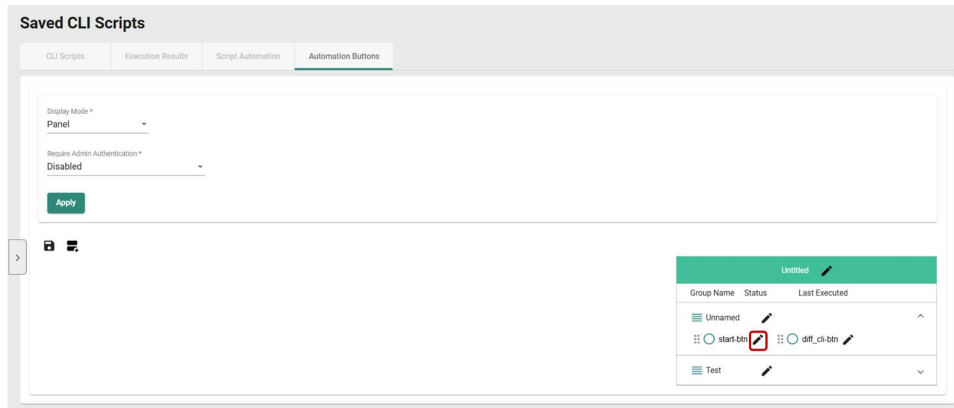 Saved CLI Scripts
CLI Scripts Execution Results Script Automation Automation Buttons
Display Mode *
Panel
Require Admin Authentication *
Disabled
Apply
Untitled
Group Name Status Last Executed
Unnamed
start-btn diff_cli-btn
Test